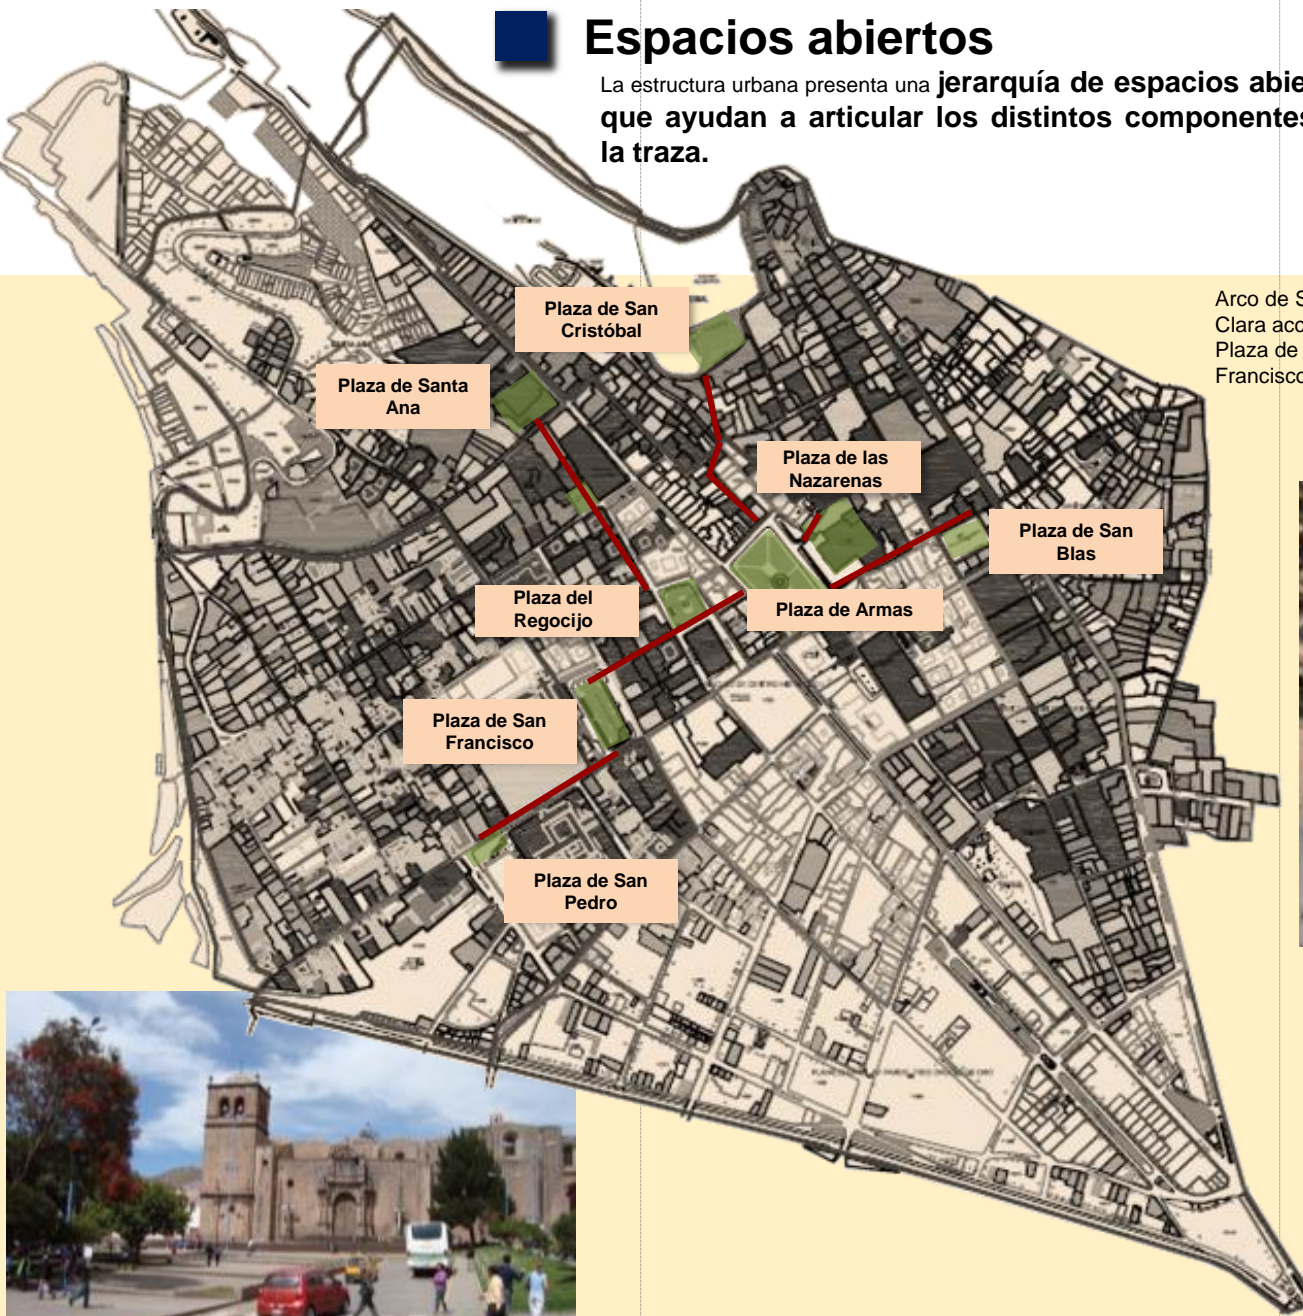 Espacios abiertos
La estructura urbana presenta una jerarquía de espacios abie
que ayudan a articular los distintos componentes
la traza.
Arco de S
Clara acc
Plaza de
Francisco
Plaza de San
Cristóbal
Plaza de Santa
Ana
Plaza de las
Nazarenas
Plaza de San
Blas
Plaza del
Regocijo
Plaza de Armas
Plaza de San
Francisco
Plaza de San
Pedro